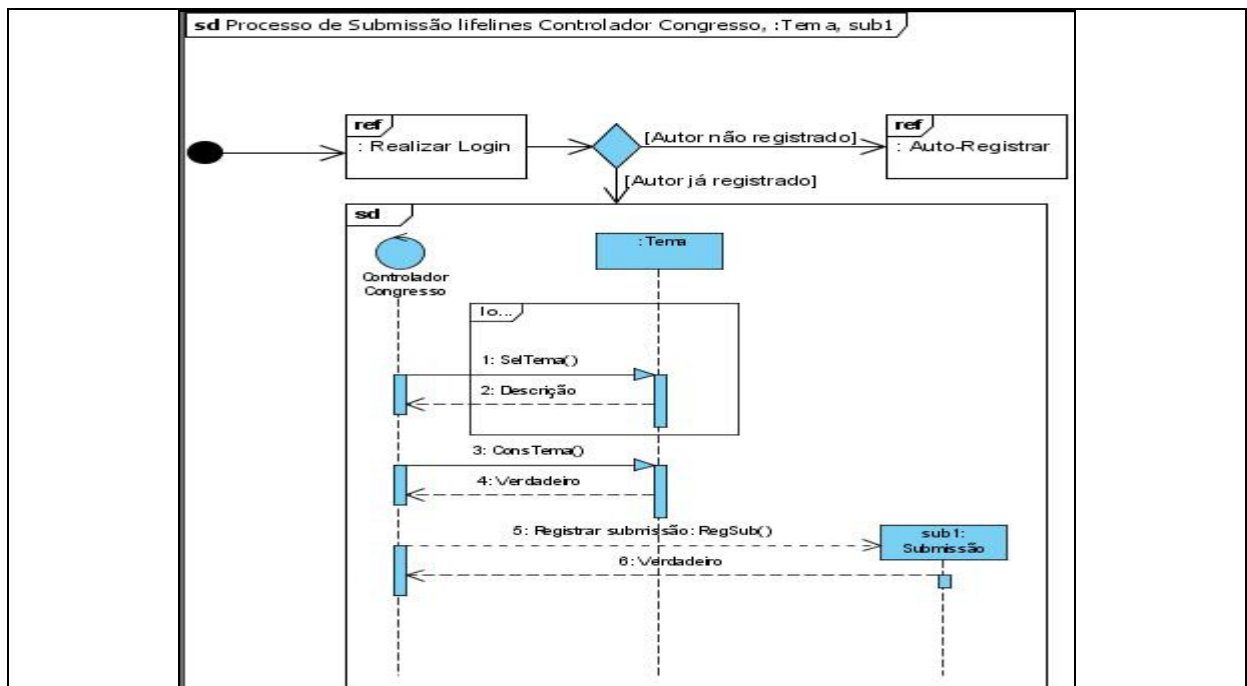 sd Processo de Submissão lifelines Controlador Congresso, :Tema, sub1
ref
: Realizar Login
[Autor não registrado]
ref
: Auto-Registrar
[Autor já registrado]
sd
: Tema
Controlador
Congresso
lo...
1: SelTema()
2: Descrição
3: ConsTema()
4: Verdadeiro
5: Registrar submissão: RegSub()
sub1:
Submissão
6: Verdadeiro